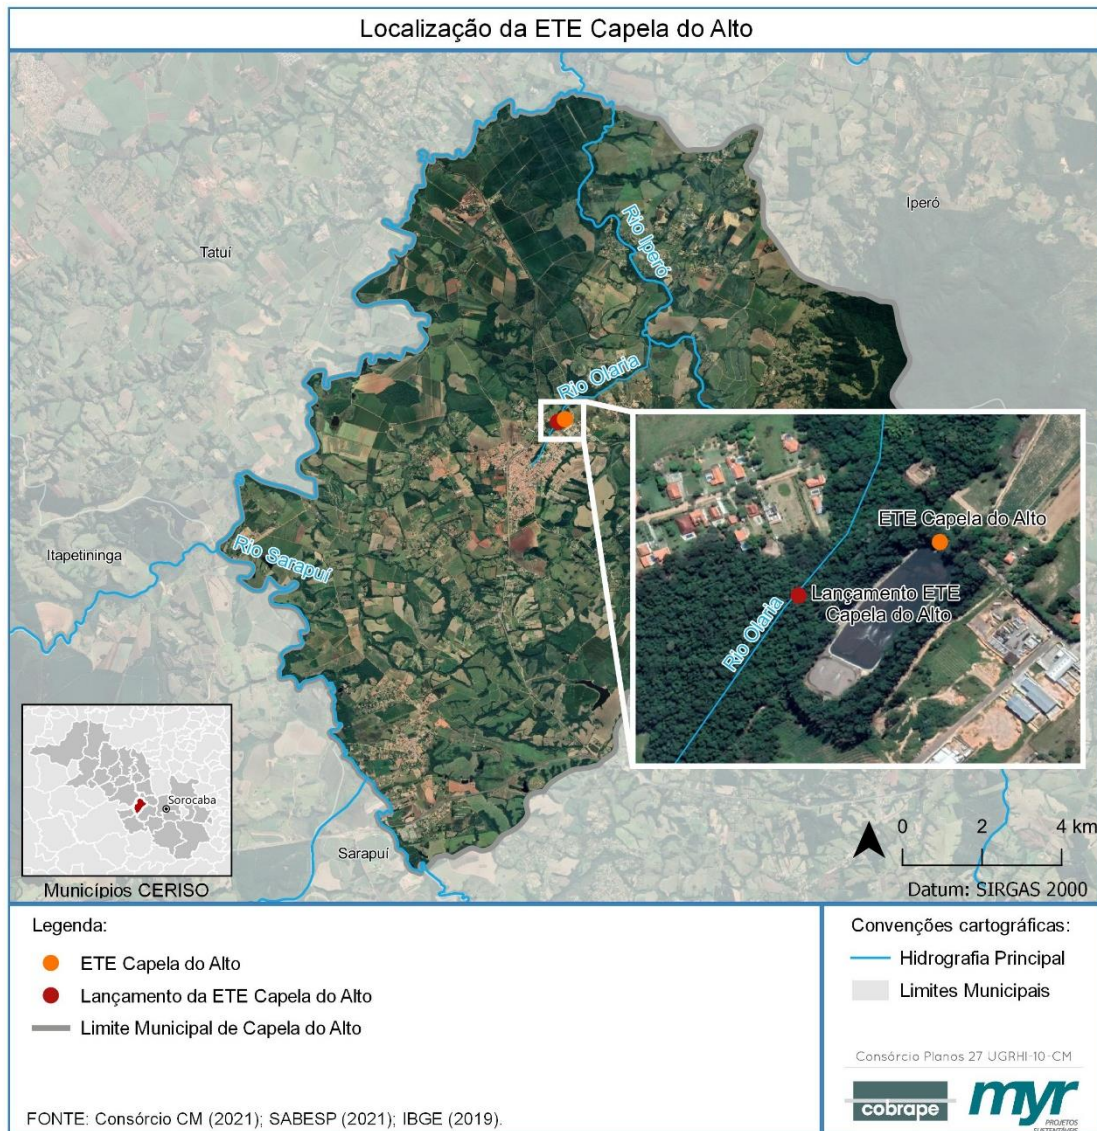 Localização da ETE Capela do Alto
Iperó
Tatuí
Rio Iperó
Rio Olaria
Itapetininga
Rio Sarapuí
ETE Capela do Alto
Lançamento ETE
Capela do Alto
Rio Olaria
Sorocaba
Municípios CERISO
Sarapuí
0 2 4 km
Datum: SIRGAS 2000
Legenda:
ETE Capela do Alto
Lançamento da ETE Capela do Alto
Limite Municipal de Capela do Alto
FONTE: Consórcio CM (2021); SABESP (2021); IBGE (2019).
Convenções cartográficas:
Hidrografia Principal
Limites Municipais
Consórcio Planos 27 UGRHI-10-CM
cobrape
myr
PROJETOS
SUSTENTÁVEIS